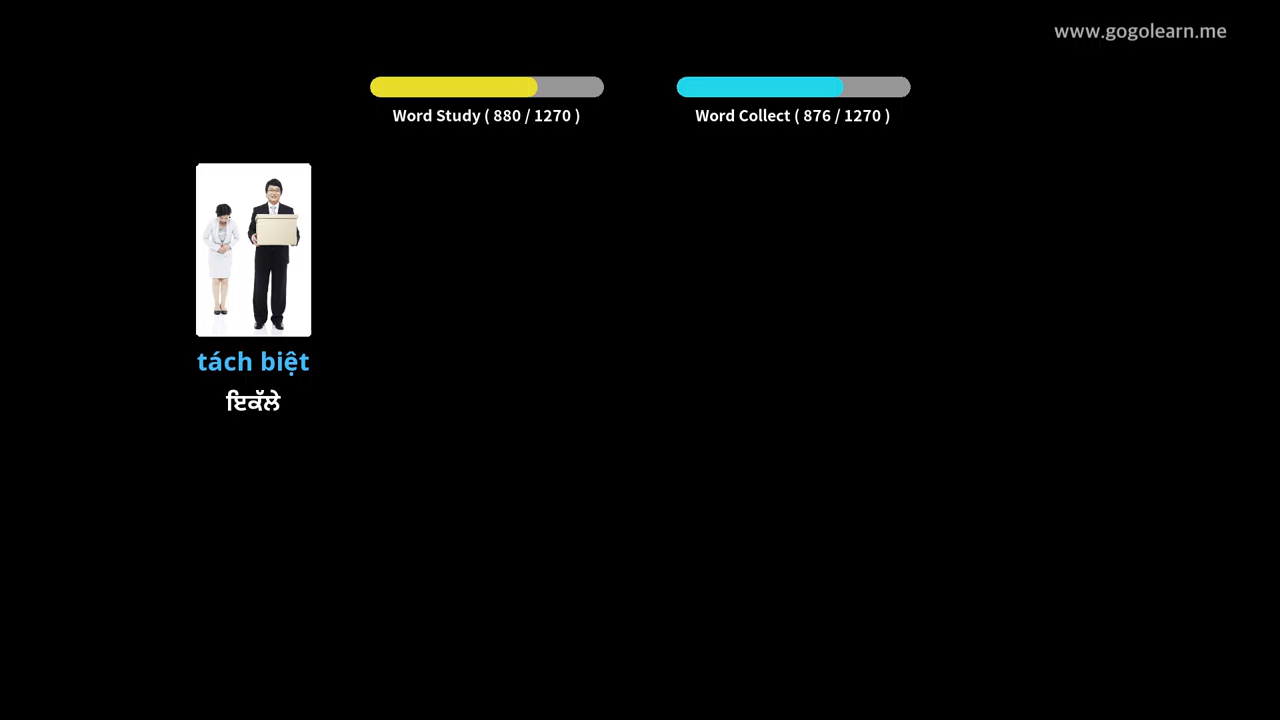 www.gogolearn.me
Word Study ( 880 / 1270 )
Word Collect ( 876 / 1270 )
tách biệt
ਇਕੱਲੇ